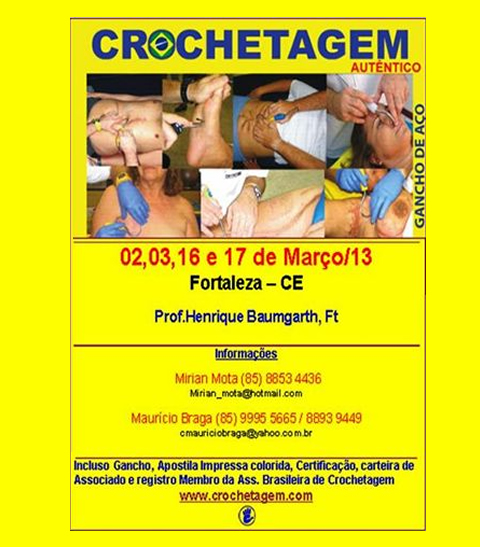 CROCHETAGEM
AUTÊNTICO
GANCHO DE AÇO
02,03,16 e 17 de Março/13
Fortaleza – CE
Prof.Henrique Baumgarth, Ft
Informações
Mirian Mota (85) 8853 4436
Mirian_mota@hotmail.com
Maurício Braga (85) 9995 5665 / 8893 9449
cmauriciobraga@yahoo.com.br
Incluso Gancho, Apostila Impressa colorida, Certificação, carteira de
Associado e registro Membro da Ass. Brasileira de Crochetagem
www.crochetagem.com